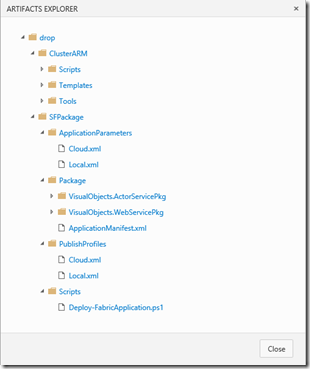 ARTIFACTS EXPLORER
drop
ClusterARM
Scripts
Templates
Tools
SFPackage
ApplicationParameters
Cloud.xml
Local.xml
Package
VisualObjects.ActorServicePkg
VisualObjects.WebServicePkg
ApplicationManifest.xml
PublishProfiles
Cloud.xml
Local.xml
Scripts
Deploy-FabricApplication.ps1
Close